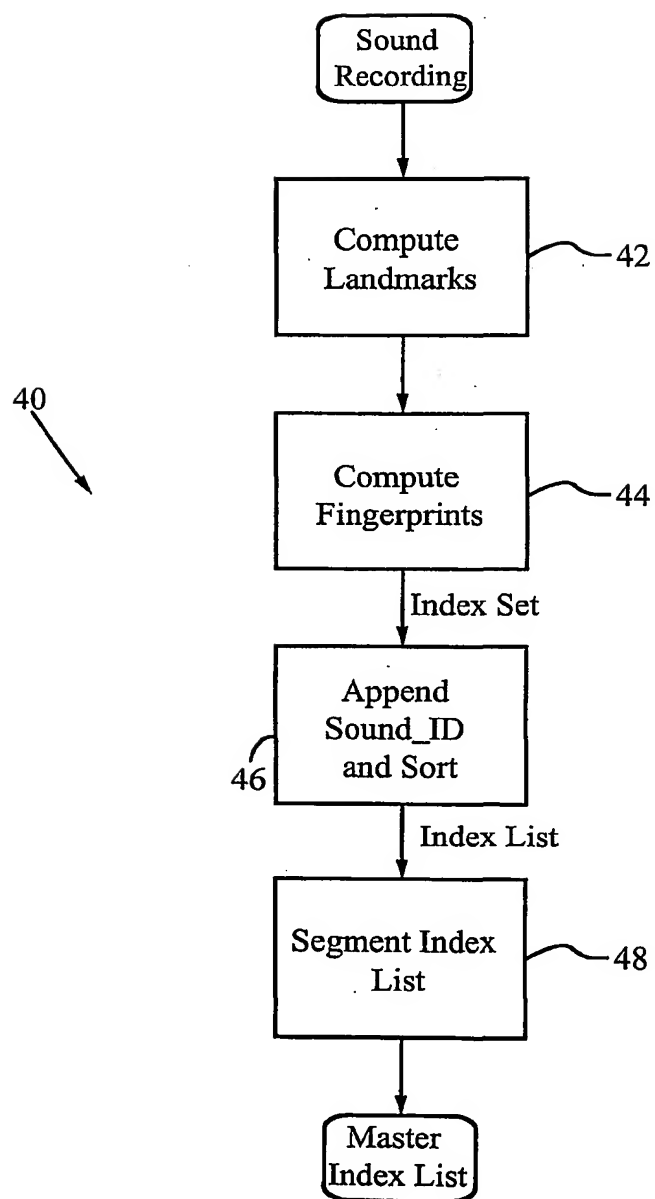 Sound
Recording
Compute
Landmarks
42
40
Compute
Fingerprints
44
Index Set
Append
Sound_ID
and Sort
46
Index List
Segment Index
List
48
Master
Index List